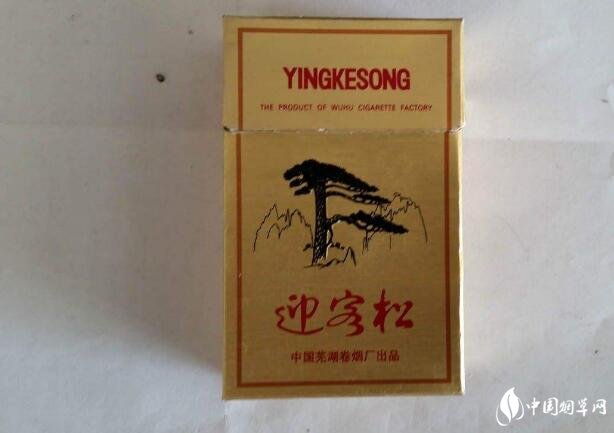 YINGKESONG
THE PRODUCT OF WUHU CIGARETTE FACTORY
迎客松
中国芜湖卷烟厂出品
中国烟学网